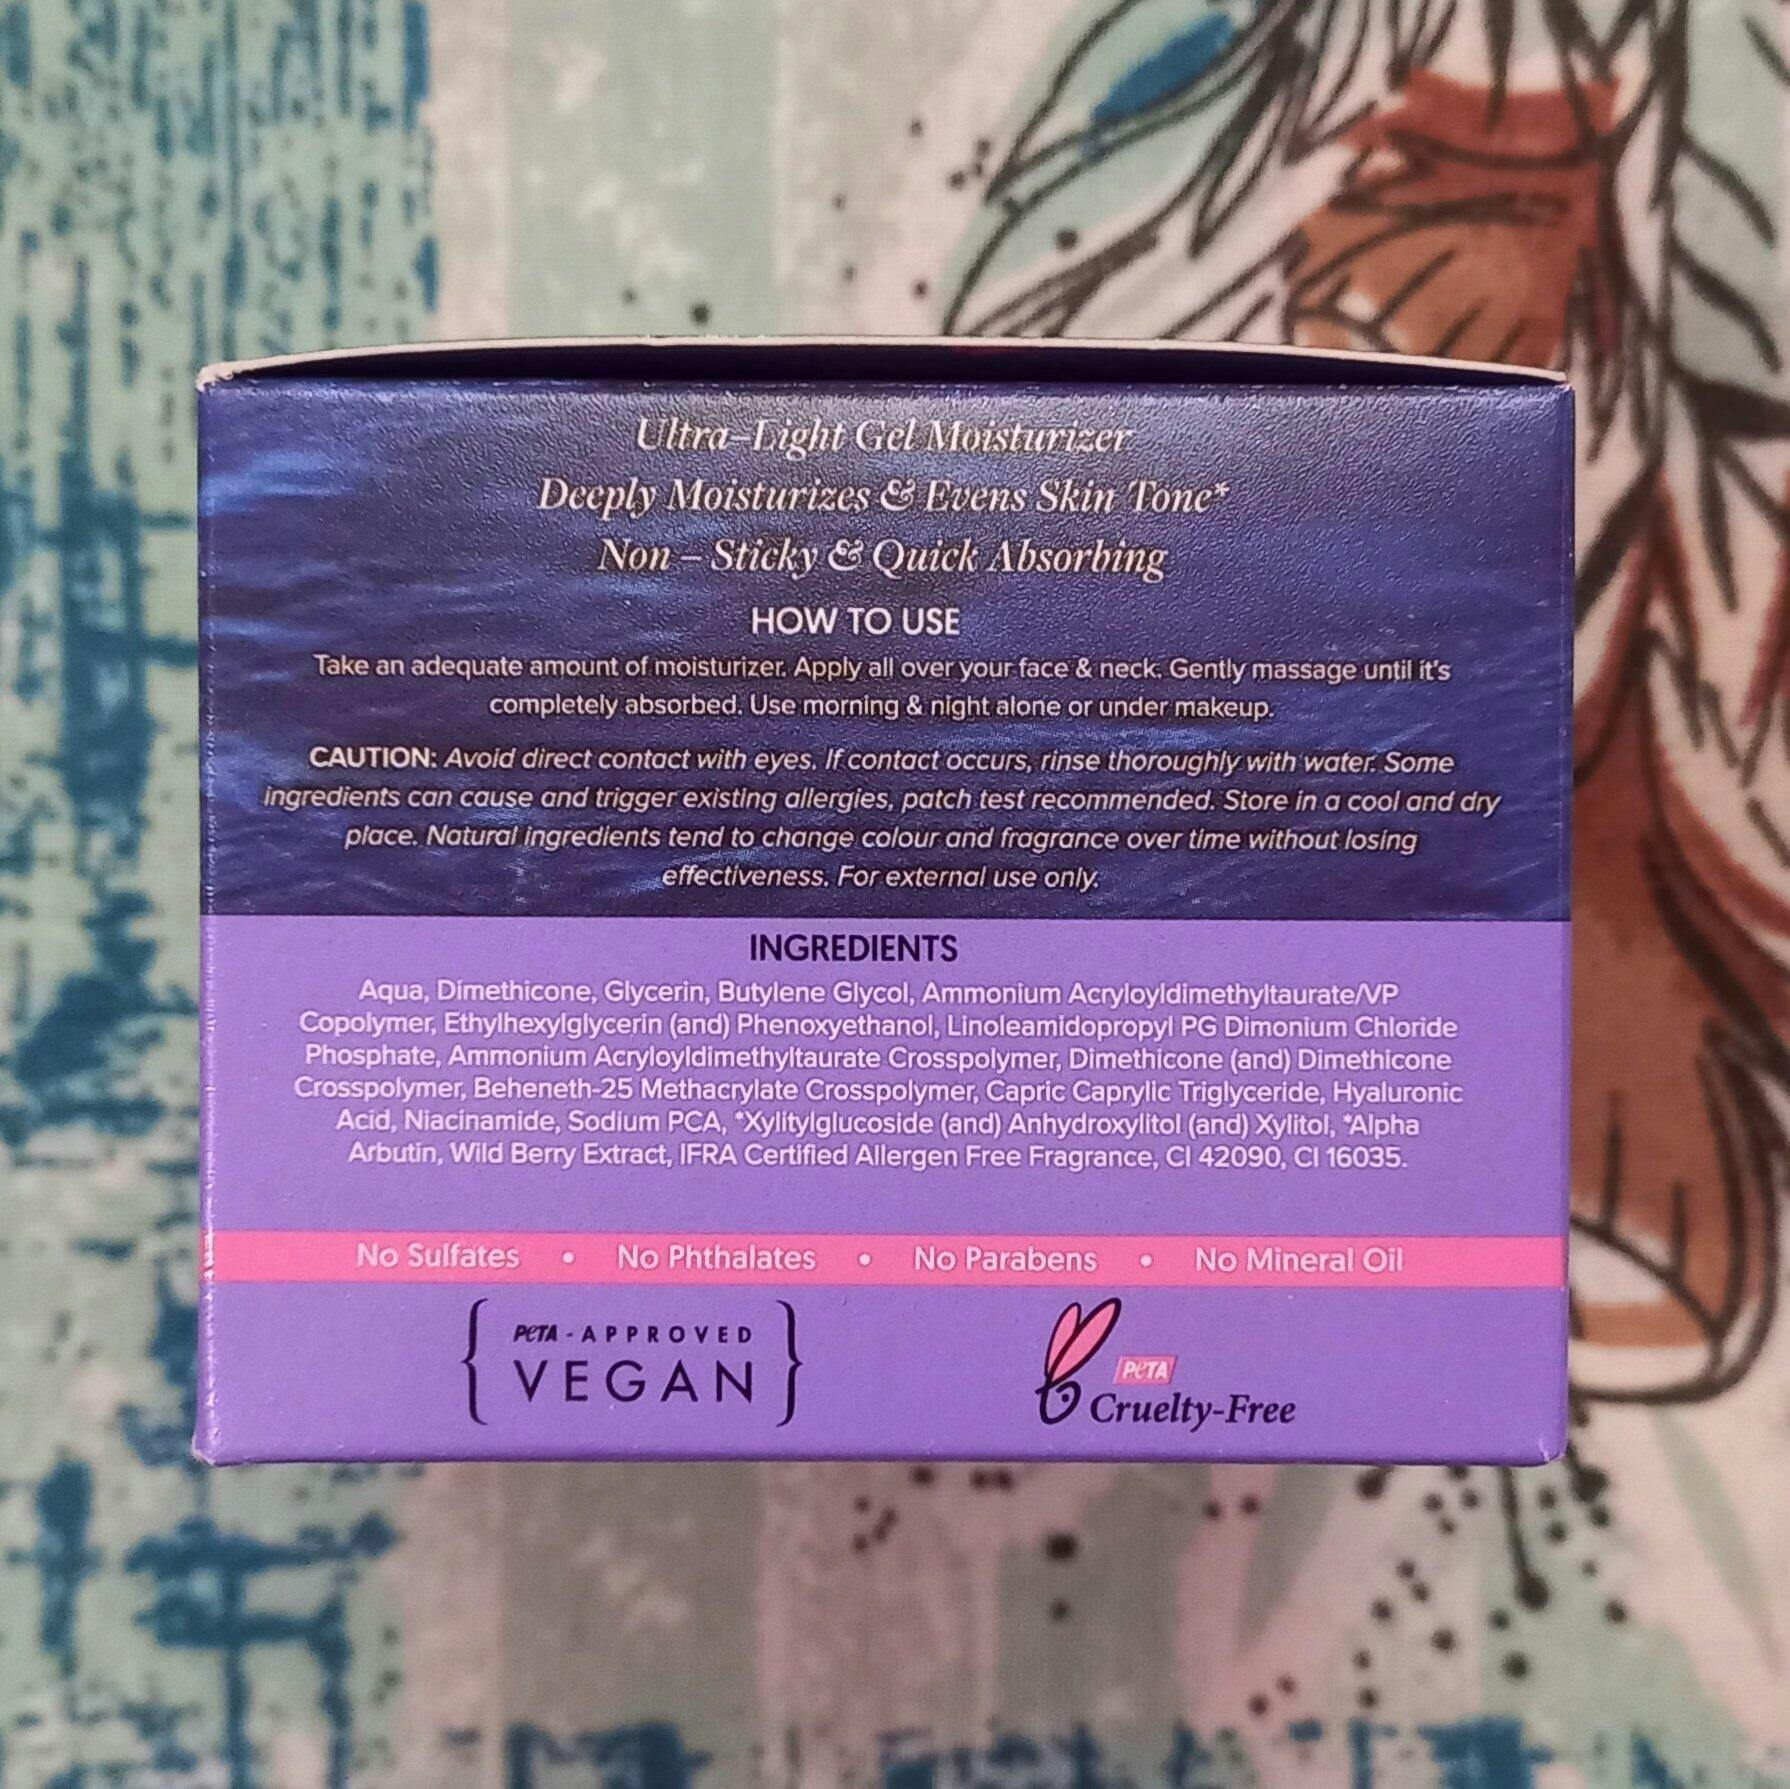 Ultra-Light Gel Moisturizer
Deeply Moisturizes & Evens Skin Tone*
Non - Sticky & Quick Absorbing
HOW TO USE
Take an adequate amount of moisturizer. Apply all over your face & neck. Gently massage until it's
completely absorbed. Use morning & night alone or under makeup.
CAUTION: Avoid direct contact with eyes. If contact occurs, rinse thoroughly with water. Some
ingredients can cause and trigger existing allergies, patch test recommended. Store in a cool and dry
place. Natural ingredients tend to change colour and fragrance over time without losing
effectiveness. For external use only.
INGREDIENTS
Aqua, Dimethicone, Glycerin, Butylene Glycol, Ammonium Acryloyldimethyltaurate/VP
Copolymer, Ethylhexylglycerin (and) Phenoxyethanol, Linoleamidopropyl PG Dimonium Chloride
Phosphate, Ammonium Acryloyldimethyltaurate Crosspolymer, Dimethicone (and) Dimethicone
Crosspolymer, Beheneth-25 Methacrylate Crosspolymer, Capric Caprylic Triglyceride, Hyaluronic
Acid, Niacinamide, Sodium PCA, *Xylitylglucoside (and) Anhydroxylitol (and) Xylitol, *Alpha
Arbutin, Wild Berry Extract, IFRA Certified Allergen Free Fragrance, CI 42090, CI 16035.
No Sulfates • No Phthalates • No Parabens • No Mineral Oil
PETA - APPROVED
VEGAN
PETA
Cruelty-Free